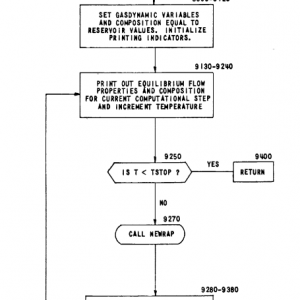 SET GASDYNAMIC VARIABLES
AND COMPOSITION EQUAL TO
RESERVOIR VALUES. INITIALIZE
PRINTING INDICATORS.
9130-9240
PRINT OUT EQUILIBRIUM FLOW
PROPERTIES AND COMPOSITION
FOR CURRENT COMPUTATIONAL STEP
AND INCREMENT TEMPERATURE
9250
IS T < TSTOP ?
YES
9400
RETURN
NO
9270
CALL NEWRAP
9280-9380